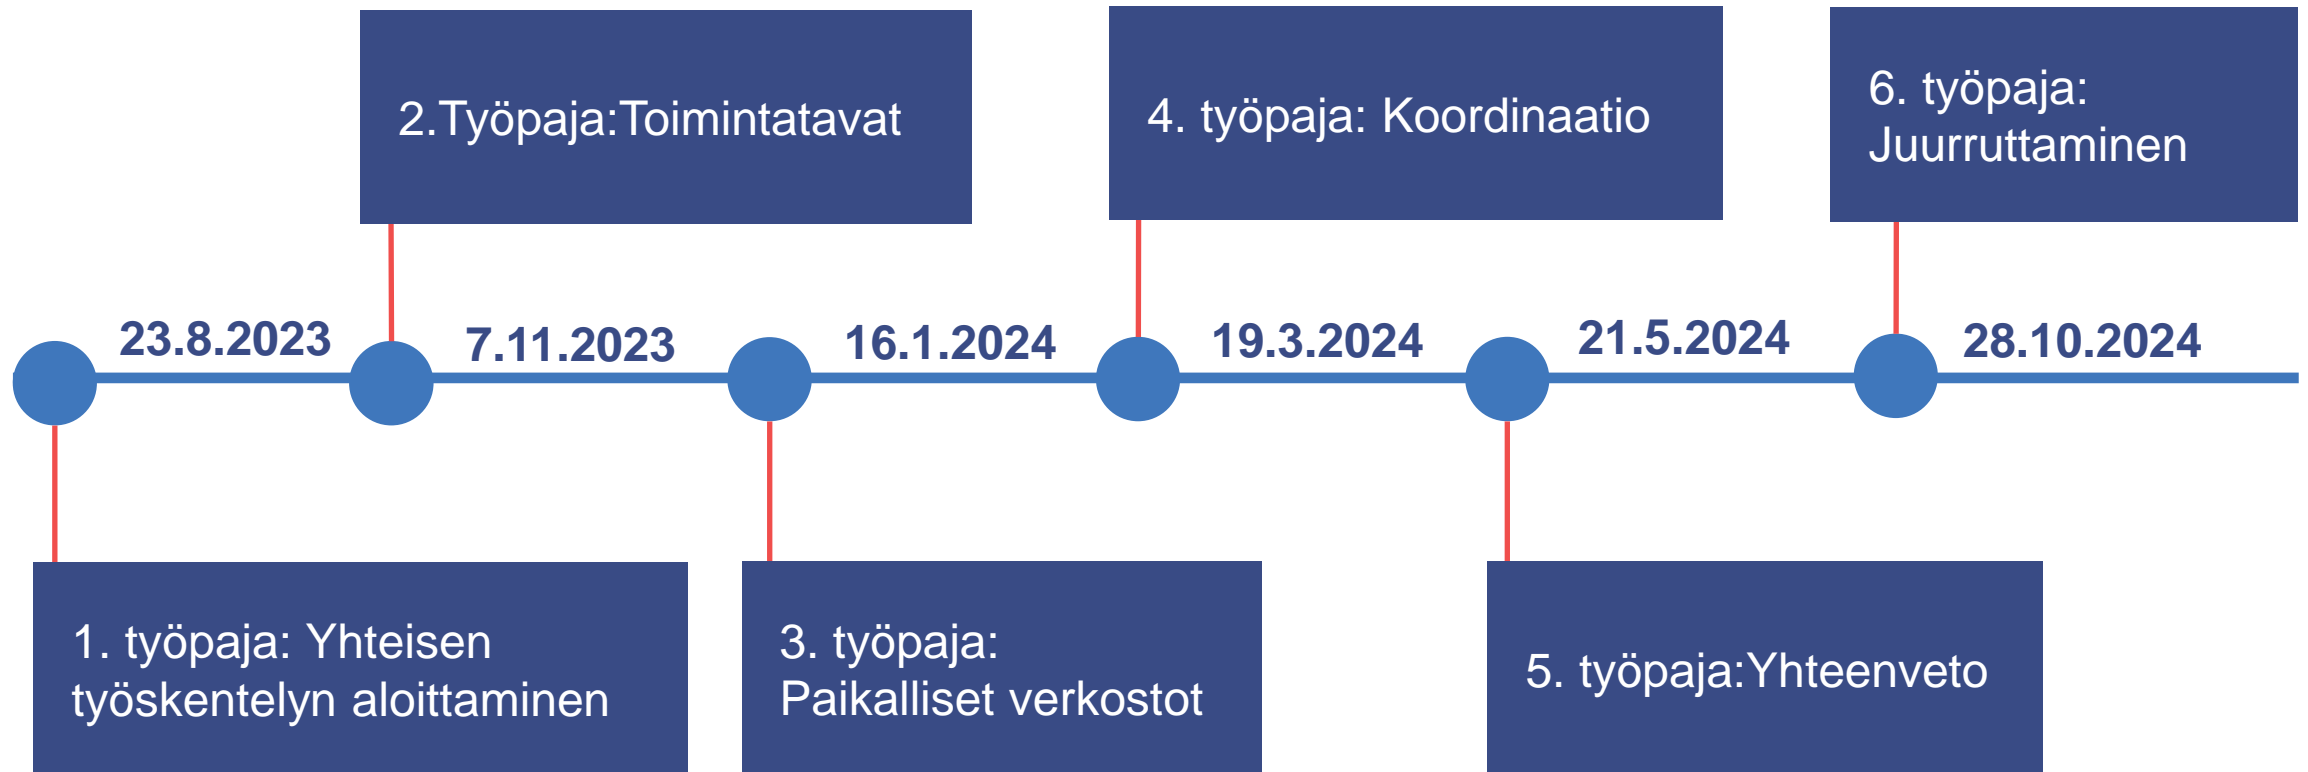 2.Työpaja:Toimintatavat
4. työpaja: Koordinaatio
6. työpaja:
Juurruttaminen
23.8.2023
7.11.2023
16.1.2024
19.3.2024
21.5.2024
28.10.2024
1. työpaja: Yhteisen
työskentelyn aloittaminen
3. työpaja:
Paikalliset verkostot
5. työpaja:Yhteenveto